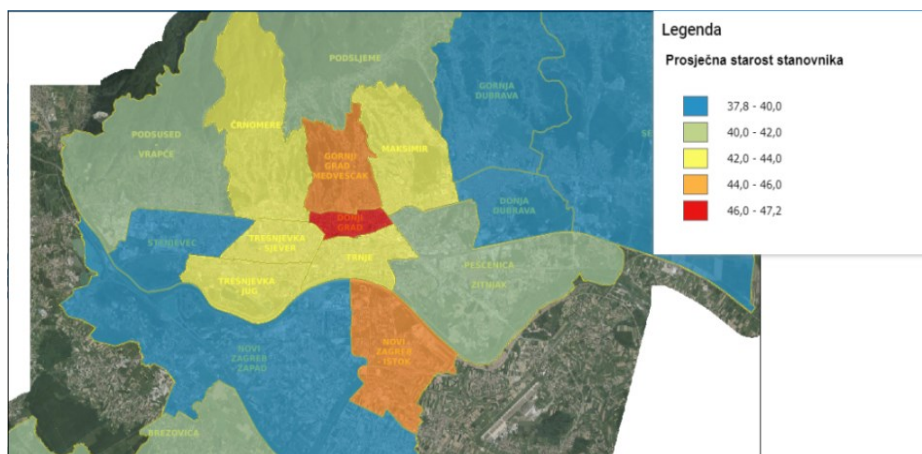 Legenda
Prosječna starost stanovnika
37,8 - 40,0
40,0 - 42,0
42,0 - 44,0
44,0 - 46,0
46,0 - 47,2
PODSLJEME
GORNJA
DUBRAVA
SE
ČRNOMEREC
PODSUSED
-
VRAPČE
GORNJI
GRAD -
MEDVEŠČAK
MAKSIMIR
DONJA
DUBRAVA
DONJI
GRAD
STENJEVEC
TREŠNJEVKA
- SJEVER
TRNJE
PEŠČENICA
-
ŽITNJAK
TREŠNJEVKA
- JUG
NOVI
ZAGREB
- ZAPAD
NOVI
ZAGREB
- ISTOK
BREZOVICA